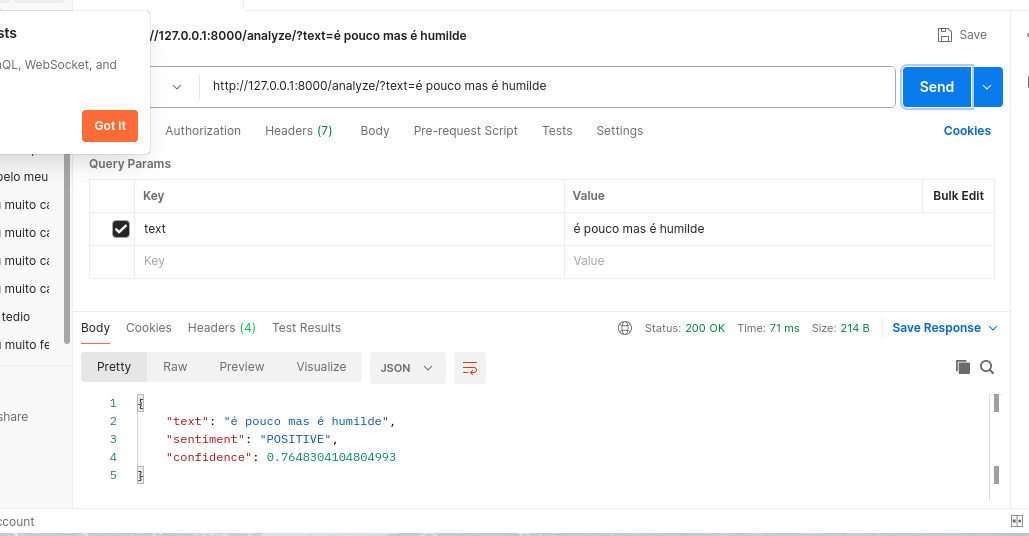 sts
//127.0.0.1:8000/analyze/?text=é pouco mas é humilde
Save
QL, WebSocket, and
Got it
http://127.0.0.1:8000/analyze/?text=é pouco mas é humilde
Send
Authorization Headers (7) Body Pre-request Script Tests Settings Cookies
Query Params
Key Value Bulk Edit
text é pouco mas é humilde
Key Value
pelo meu
muito ca
muito ca
muito ca
muito ca
tedio
muito fe
share
ccount
Body Cookies Headers (4) Test Results Status: 200 OK Time: 71 ms Size: 214 B Save Response
Pretty Raw Preview Visualize JSON
1 {
2 "text": "é pouco mas é humilde",
3 "sentiment": "POSITIVE",
4 "confidence": 0.7648304104804993
5 }